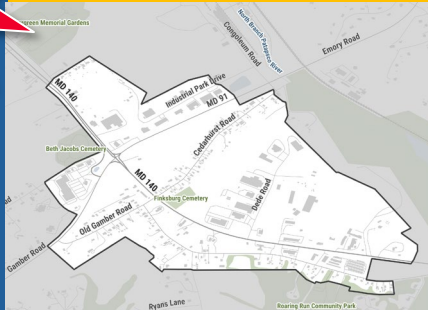 green Memorial Gardens
North Branch Patapsco River
Congoleum Road
Emory Road
MD 140
Industrial Park Drive
MD 91
Cedarhurst Road
Beth Jacobs Cemetery
MD 140
Finksburg Cemetery
Dede Road
Old Gamber Road
Gamber Road
Ryans Lane
Roaring Run Community Park